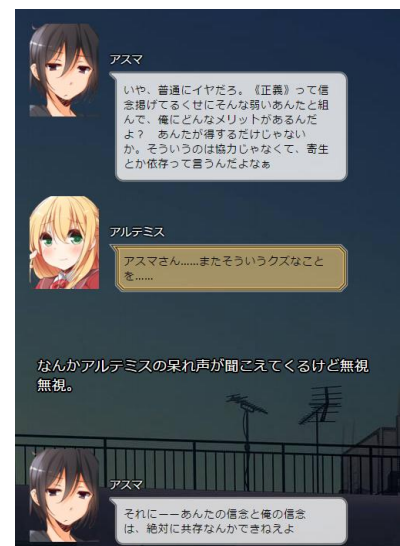 アスマ
いや、普通にイヤだろ。《正義》って信
念掲げてるくせにそんな弱いあんたと組
んで、俺にどんなメリットがあるんだ
よ？　あんたが得するだけじゃない
か。そういうのは協力じゃなくて、寄生
とか依存って言うんだよなぁ
アルテミス
アスマさん……またそういうクズなこと
を……
なんかアルテミスの呆れ声が聞こえてくるけど無視
無視。
アスマ
それにーーあんたの信念と俺の信念
は、絶対に共存なんかできねえよ